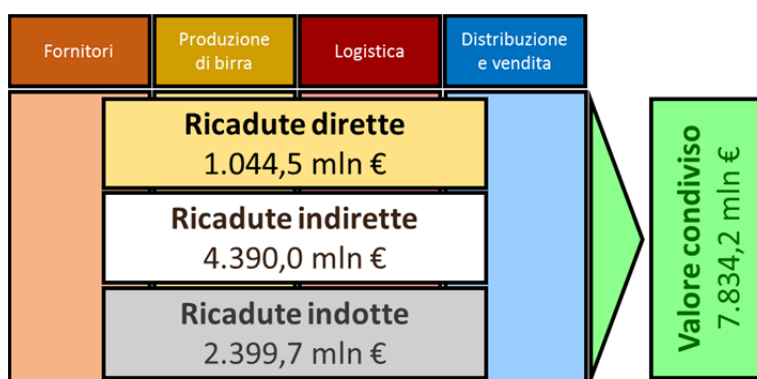 Fornitori
Produzione
di birra
Logistica
Distribuzione
e vendita
Ricadute dirette
1.044,5 mln €
Ricadute indirette
4.390,0 mln €
Ricadute indotte
2.399,7 mln €
Valore condiviso
7.834,2 mln €